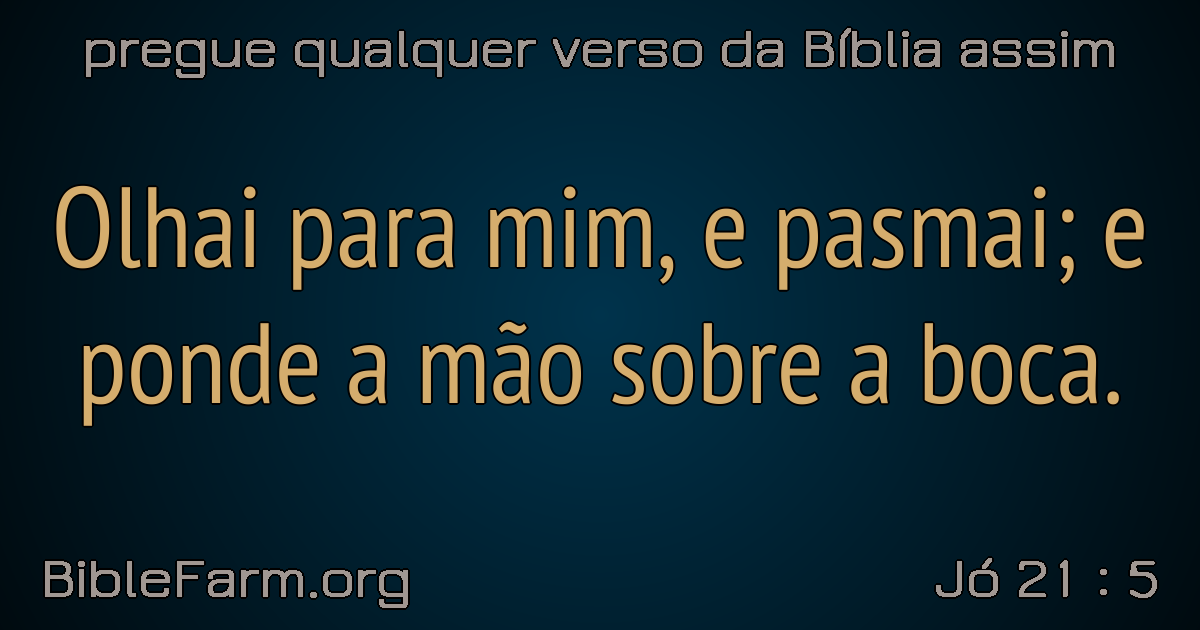 pregue qualquer verso da Bíblia assim
Olhai para mim, e pasmai; e
ponde a mão sobre a boca.
BibleFarm.org
Jó 21 : 5